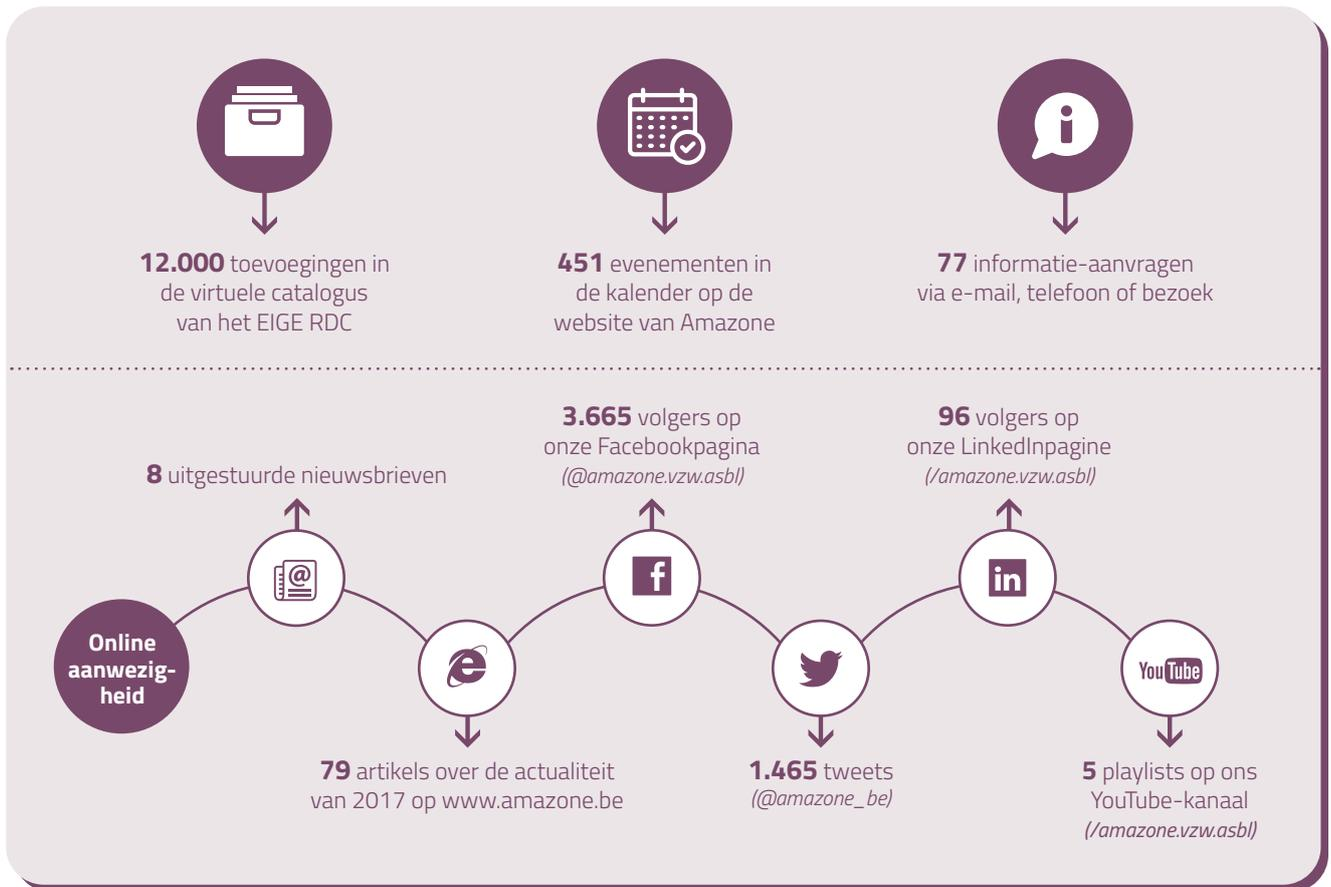 12.000 toevoegingen in
de virtuele catalogus
van het EIGE RDC
451 evenementen in
de kalender op de
website van Amazone
77 informatie-aanvragen
via e-mail, telefoon of bezoek
Online
aanwezig-
heid
8 uitgestuurde nieuwsbrieven
79 artikels over de actualiteit
van 2017 op www.amazone.be
3.665 volgers op
onze Facebookpagina
(@amazone.vzw.asbl)
1.465 tweets
(@amazone_be)
96 volgers op
onze LinkedInpagine
(/amazone.vzw.asbl)
in
YouTube
5 playlists op ons
YouTube-kanaal
(/amazone.vzw.asbl)